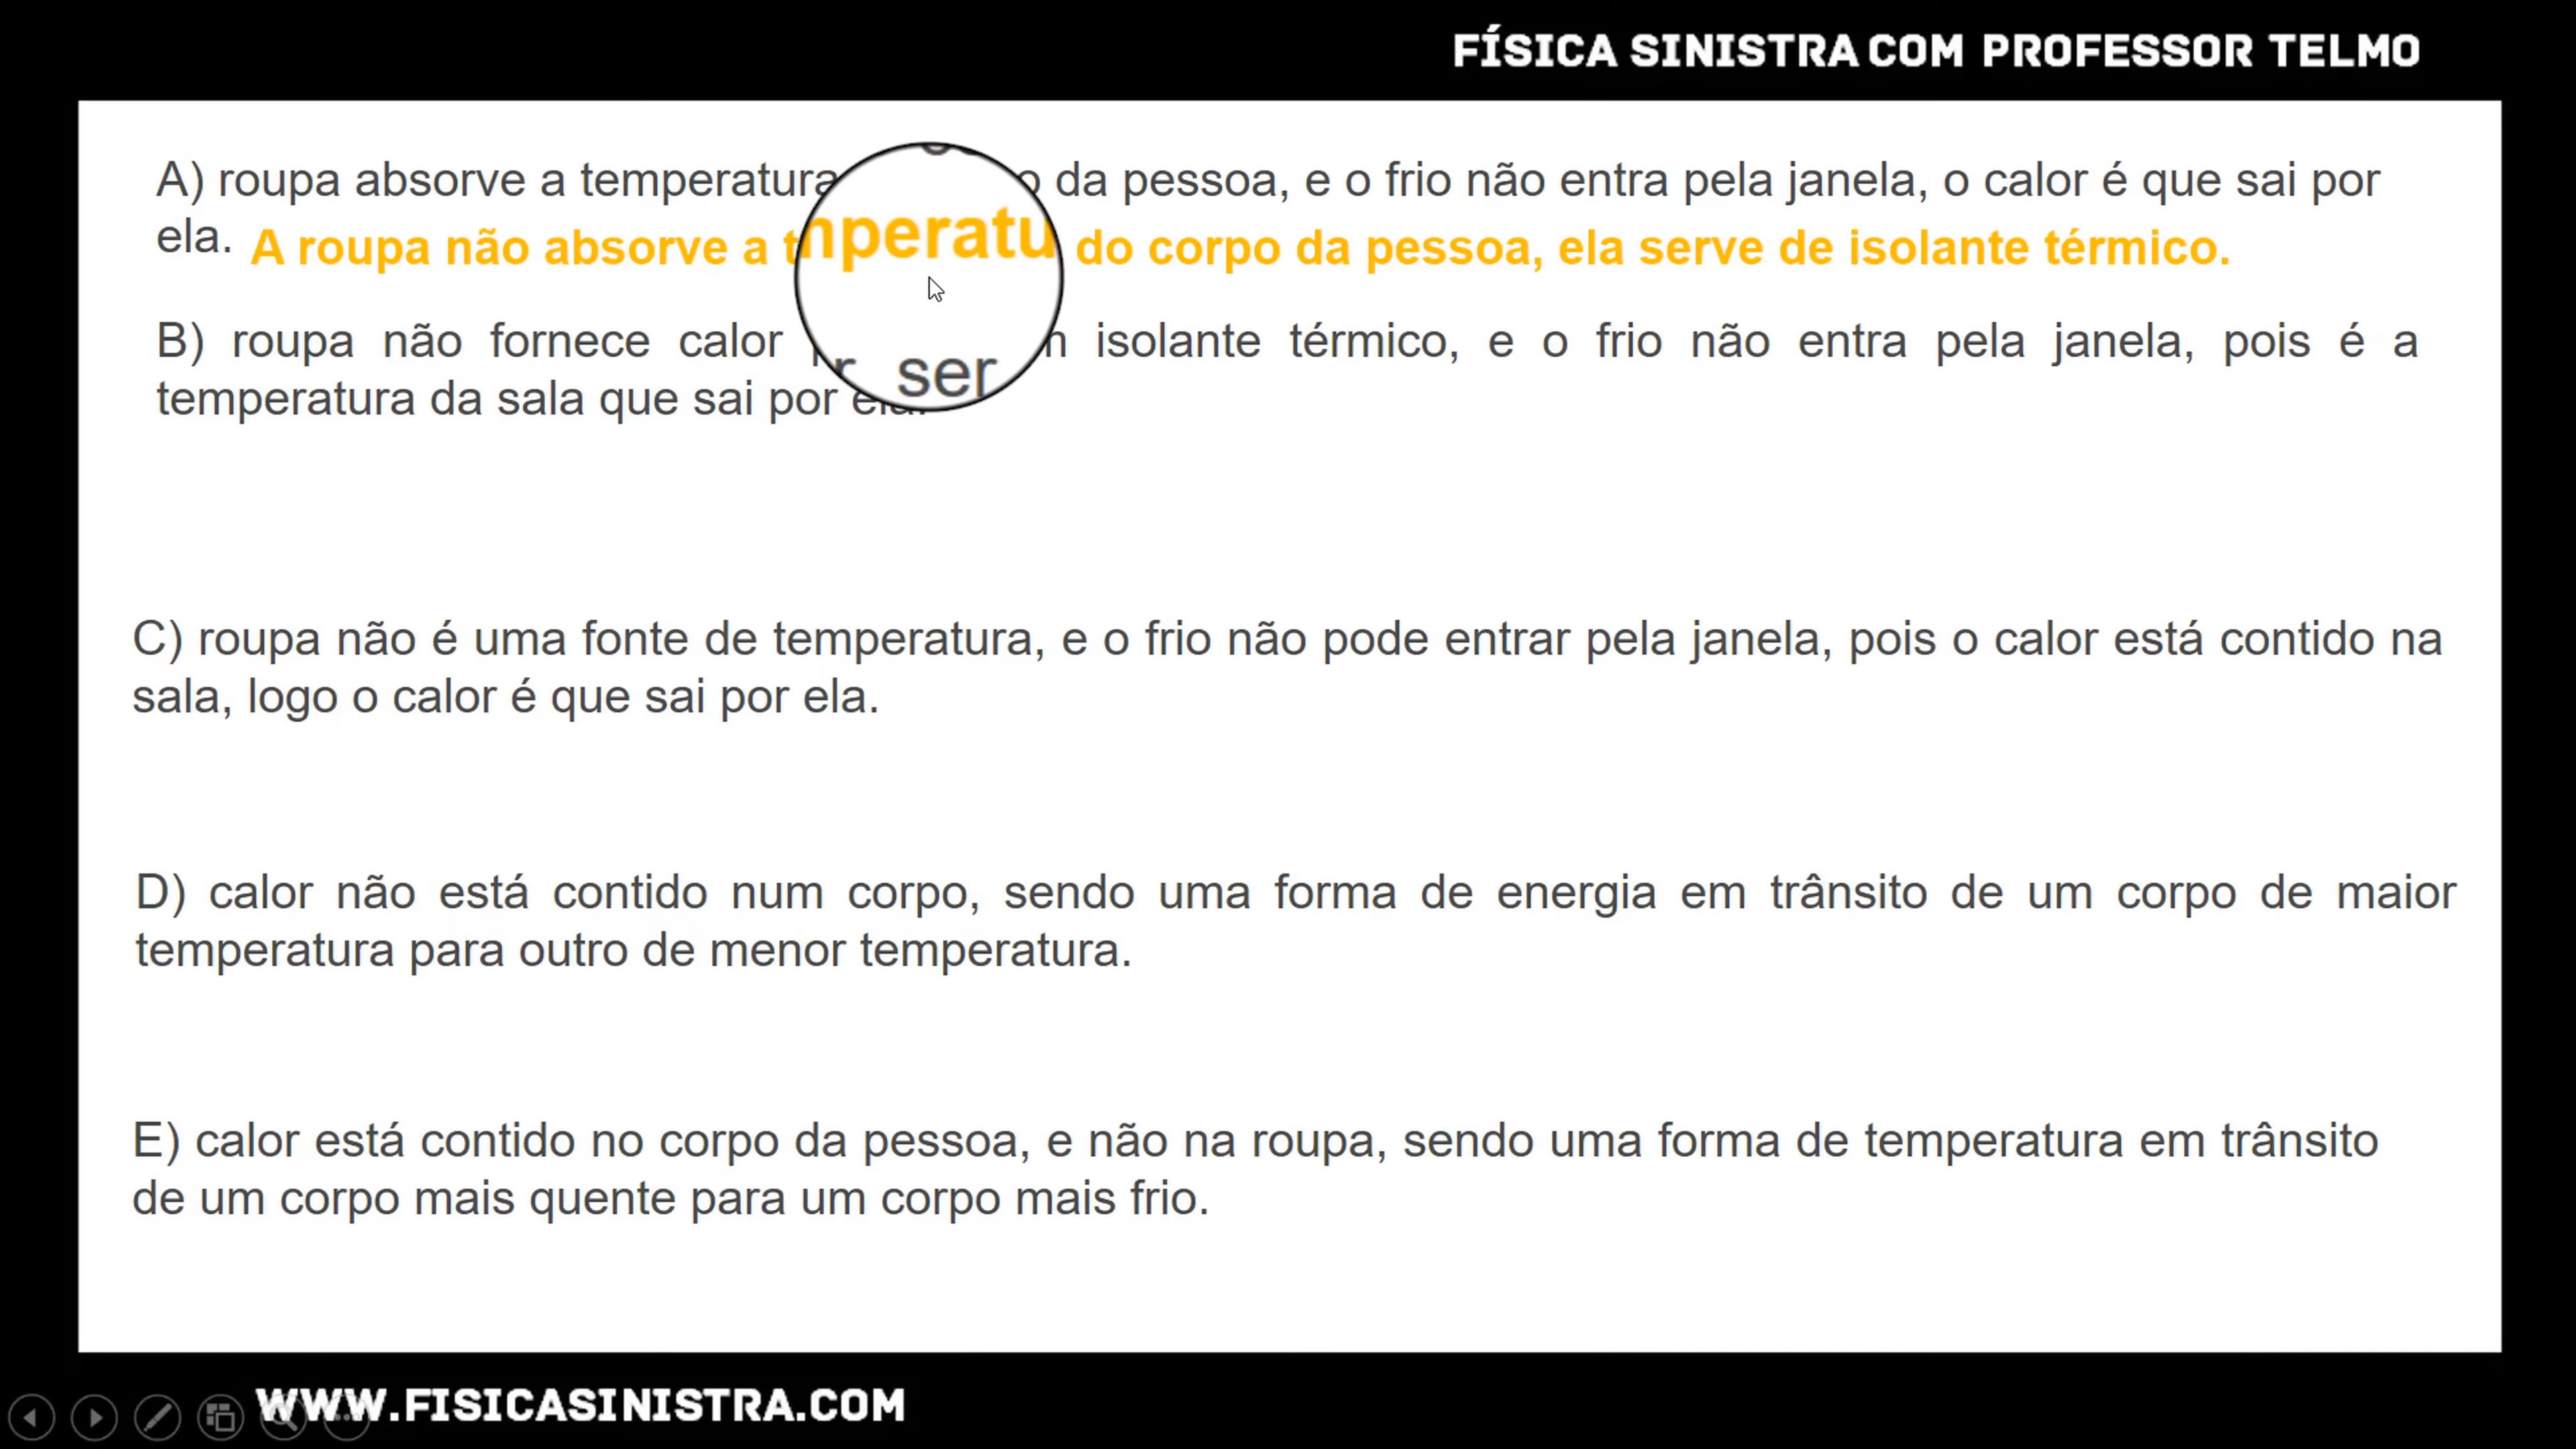 FÍSICA SINISTRA COM PROFESSOR TELMO
A) roupa absorve a temperatura da pessoa, e o frio não entra pela janela, o calor é que sai por
ela. A roupa não absorve a mperatu do corpo da pessoa, ela serve de isolante térmico.
B) roupa não fornece calor ser isolante térmico, e o frio não entra pela janela, pois é a
temperatura da sala que sai por ela.
C) roupa não é uma fonte de temperatura, e o frio não pode entrar pela janela, pois o calor está contido na
sala, logo o calor é que sai por ela.
D) calor não está contido num corpo, sendo uma forma de energia em trânsito de um corpo de maior
temperatura para outro de menor temperatura.
E) calor está contido no corpo da pessoa, e não na roupa, sendo uma forma de temperatura em trânsito
de um corpo mais quente para um corpo mais frio.
WWW.FISICASINISTRA.COM